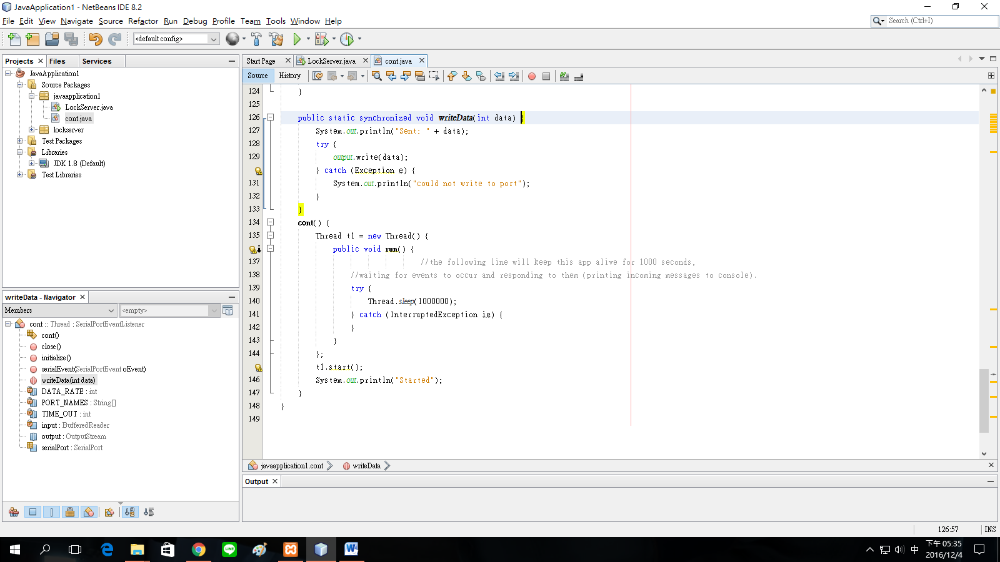 JavaApplication1 - NetBeans IDE 8.2
File Edit View Navigate Source Refactor Run Debug Profile Team Tools Window Help
Search (Ctrl+I)
<default config>
Projects Files Services
JavaApplication1
Source Packages
javaapplication1
LockServer.java
cont.java
lockserver
Test Packages
Libraries
JDK 1.8 (Default)
Test Libraries
writeData - Navigator
Members <empty>
cont :: Thread : SerialPortEventListener
cont()
close()
initialize()
serialEvent(SerialPortEvent oEvent)
writeData(int data)
DATA_RATE : int
PORT_NAMES : String[]
TIME_OUT : int
input : BufferedReader
output : OutputStream
serialPort : SerialPort
Start Page LockServer.java cont.java
Source History
124 }
125
126 public static synchronized void writeData(int data) {
127 System.out.println("Sent: " + data);
128 try {
129 output.write(data);
} catch (Exception e) {
131 System.out.println("could not write to port");
132 }
133 }
134 cont() {
135 Thread t1 = new Thread() {
public void run() {
137 //the following line will keep this app alive for 1000 seconds,
138 //waiting for events to occur and responding to them (printing incoming messages to console).
139 try {
140 Thread.sleep(1000000);
141 } catch (InterruptedException ie) {
142 }
143 }
144 };
t1.start();
146 System.out.println("Started");
147 }
148 }
149
javaapplication1.cont writeData
Output
126:57 INS
中
下午 05:35
2016/12/4